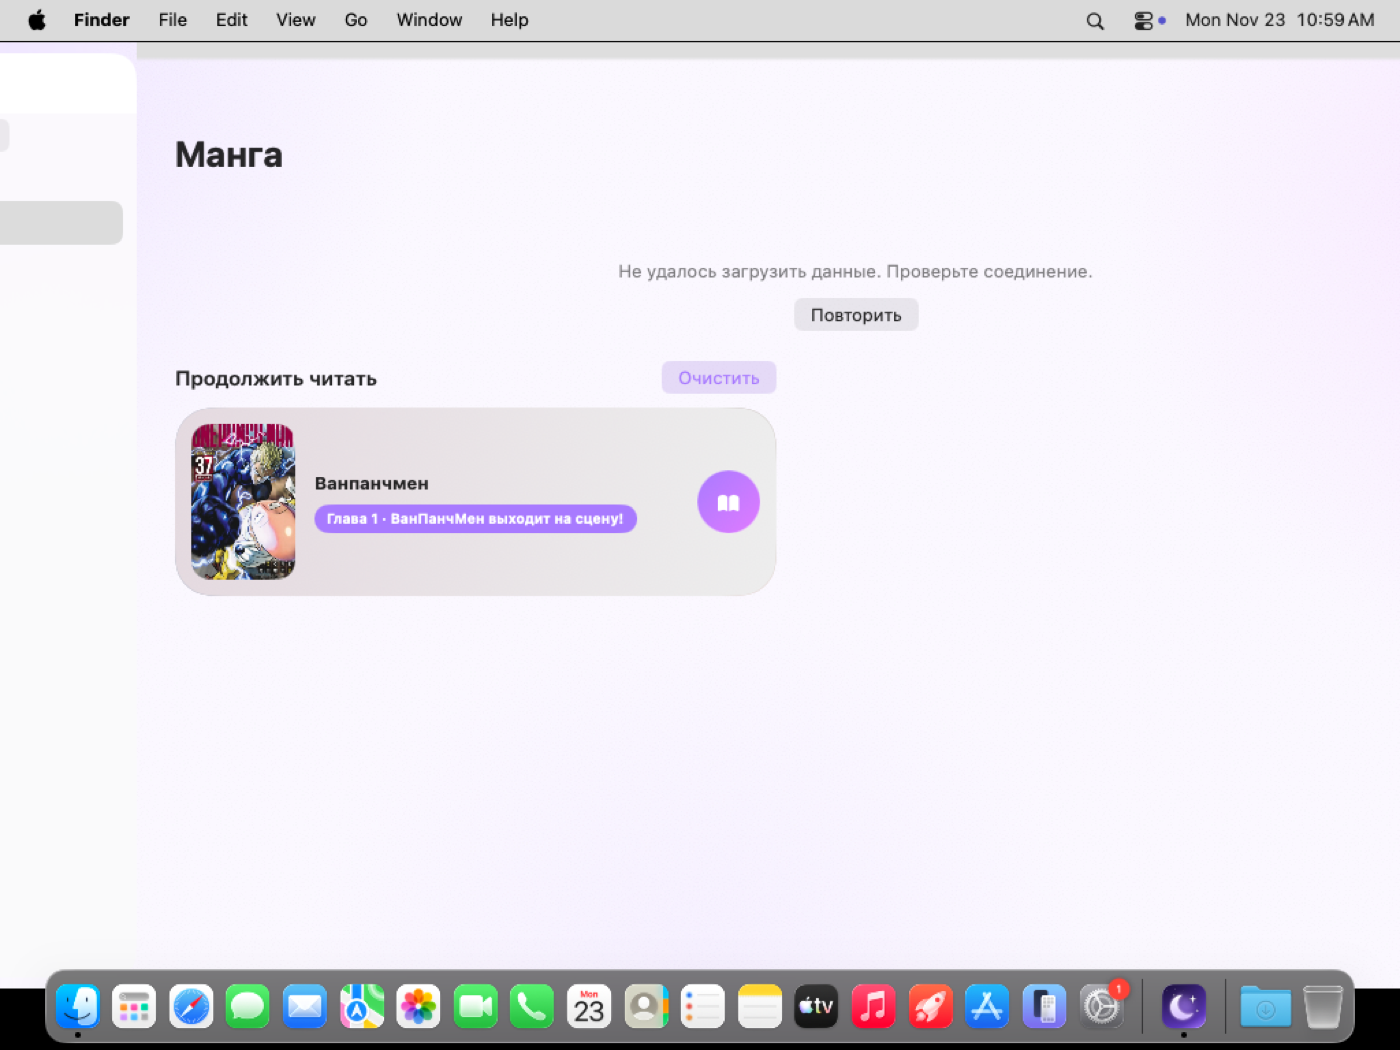 Finder File Edit View Go Window Help Mon Nov 23 10:59 AM
Манга
Не удалось загрузить данные. Проверьте соединение.
Повторить
Продолжить читать Очистить
37
Ванпанчмен
Глава 1 · ВанПанчМен выходит на сцену!
Mon
23
tv
1